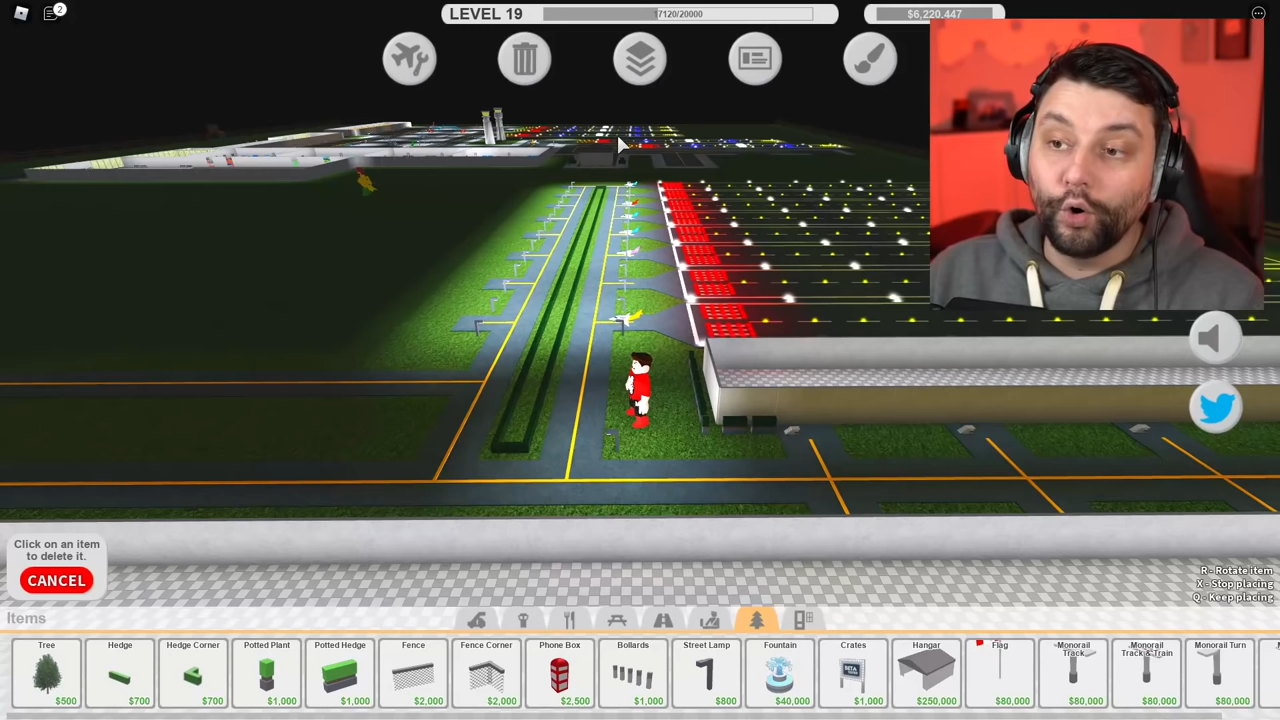 2
LEVEL 19
17120/20000
$6,220,447
Click on an item
to delete it.
CANCEL
R - Rotate item
X - Stop placing
Q - Keep placing
Items
Tree
$500
Hedge
$700
Hedge Corner
$700
Potted Plant
$1,000
Potted Hedge
$1,000
Fence
$2,000
Fence Corner
$2,000
Phone Box
$2,500
Bollards
$1,000
Street Lamp
$800
Fountain
$40,000
Crates
$1,000
Hangar
$250,000
Flag
$80,000
Monorail
Track
$80,000
Monorail
Track & Train
$80,000
Monorail Turn
$80,000